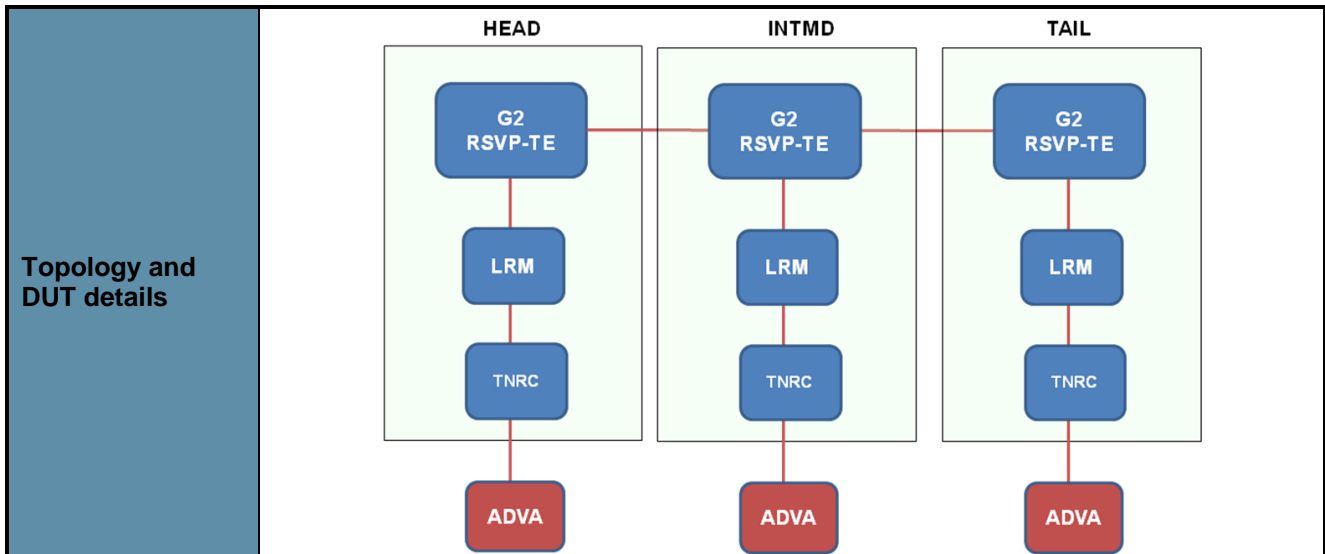 Topology and
DUT details
HEAD
INTMD
TAIL
G2
RSVP-TE
G2
RSVP-TE
G2
RSVP-TE
LRM
LRM
LRM
TNRC
TNRC
TNRC
ADVA
ADVA
ADVA